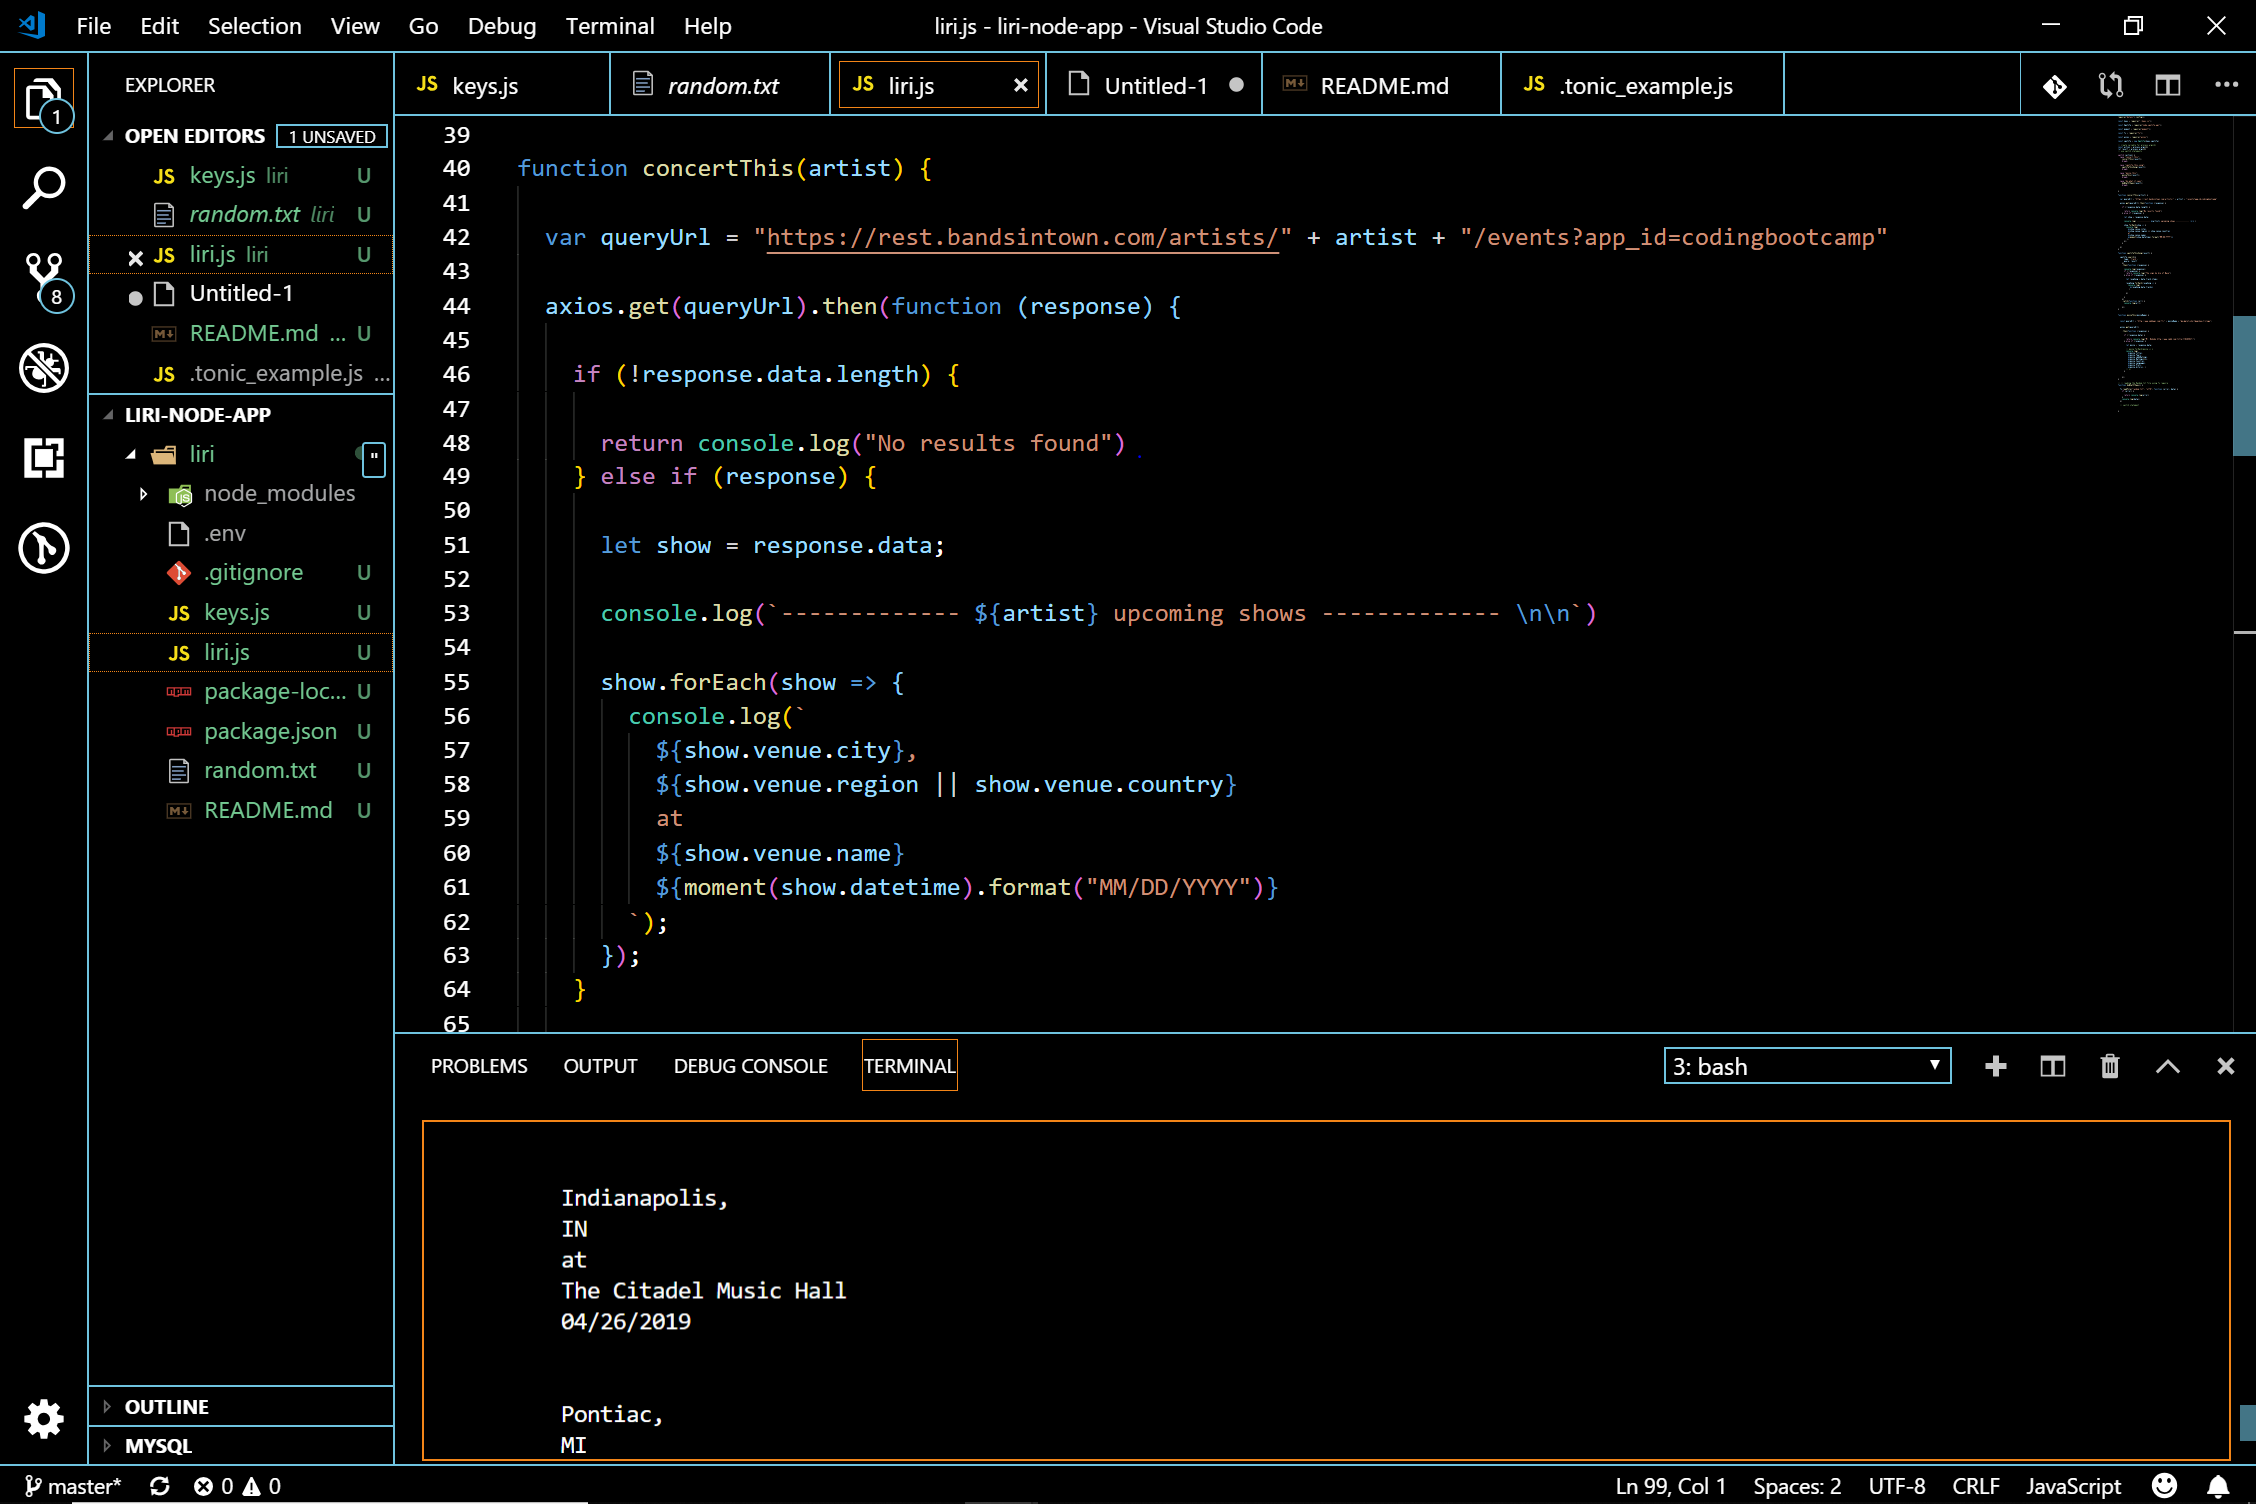 File Edit Selection View Go Debug Terminal Help liri.js - liri-node-app - Visual Studio Code
EXPLORER
OPEN EDITORS 1 UNSAVED
JS keys.js liri U
random.txt liri U
JS liri.js liri U
Untitled-1
README.md ... U
JS .tonic_example.js ...
LIRI-NODE-APP
liri
node_modules
.env
.gitignore U
JS keys.js U
JS liri.js U
package-loc... U
package.json U
random.txt U
README.md U
OUTLINE
MYSQL
1
8
JS keys.js random.txt JS liri.js Untitled-1 README.md JS .tonic_example.js
39
40 function concertThis(artist) {
41
42 var queryUrl = "https://rest.bandsintown.com/artists/" + artist + "/events?app_id=codingbootcamp"
43
44 axios.get(queryUrl).then(function (response) {
45
46 if (!response.data.length) {
47
48 return console.log("No results found")
49 } else if (response) {
50
51 let show = response.data;
52
53 console.log(`------------- ${artist} upcoming shows ------------- \n\n`)
54
55 show.forEach(show => {
56 console.log(`
57 ${show.venue.city},
58 ${show.venue.region || show.venue.country}
59 at
60 ${show.venue.name}
61 ${moment(show.datetime).format("MM/DD/YYYY")}
62 `);
63 });
64 }
65
PROBLEMS OUTPUT DEBUG CONSOLE TERMINAL 3: bash
Indianapolis,
IN
at
The Citadel Music Hall
04/26/2019
Pontiac,
MI
master* 0 0 Ln 99, Col 1 Spaces: 2 UTF-8 CRLF JavaScript